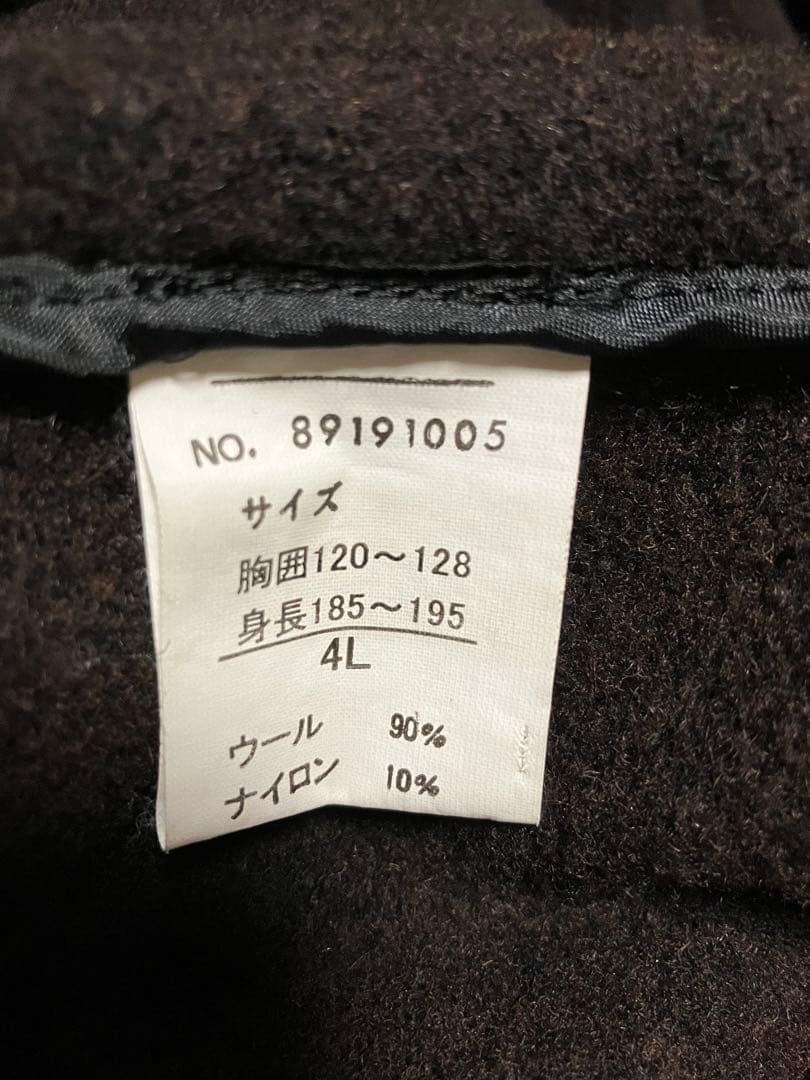 NO. 89191005
サイズ
胸囲120～128
身長185～195
4L
ウール 90%
ナイロン 10%